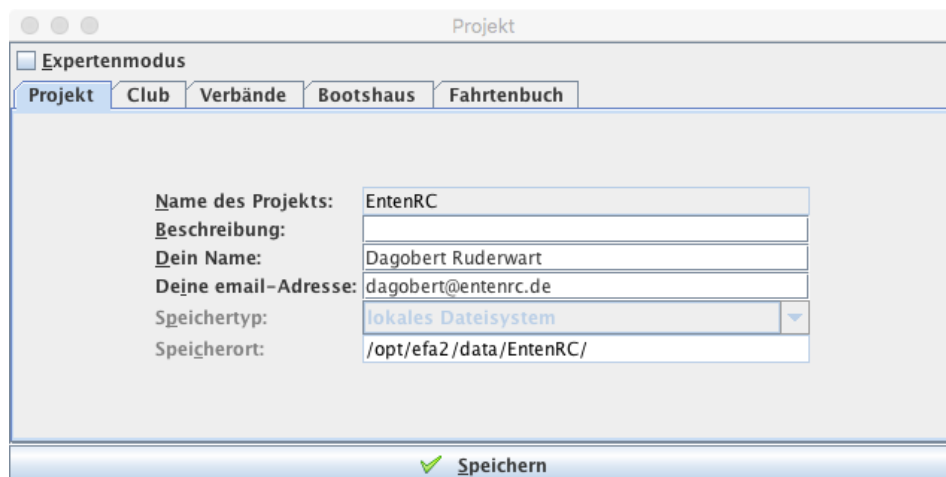 Projekt
Expertenmodus
Projekt Club Verbände Bootshaus Fahrtenbuch
Name des Projekts: EntenRC
Beschreibung:
Dein Name: Dagobert Ruderwart
Deine email-Adresse: dagobert@entenrc.de
Speichertyp: lokales Dateisystem
Speicherort: /opt/efa2/data/EntenRC/
Speichern